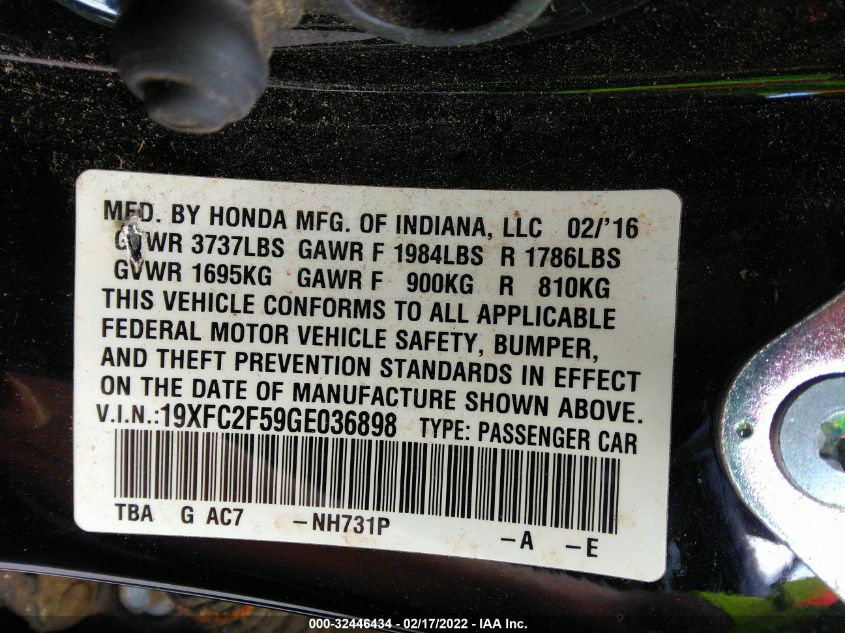 MFD. BY HONDA MFG. OF INDIANA, LLC 02/'16
GVWR 3737LBS GAWR F 1984LBS R 1786LBS
GVWR 1695KG GAWR F 900KG R 810KG
THIS VEHICLE CONFORMS TO ALL APPLICABLE
FEDERAL MOTOR VEHICLE SAFETY, BUMPER,
AND THEFT PREVENTION STANDARDS IN EFFECT
ON THE DATE OF MANUFACTURE SHOWN ABOVE.
V.I.N.:19XFC2F59GE036898 TYPE: PASSENGER CAR
TBA G AC7 -NH731P -A -E
000-32446434 - 02/17/2022 - IAA Inc.